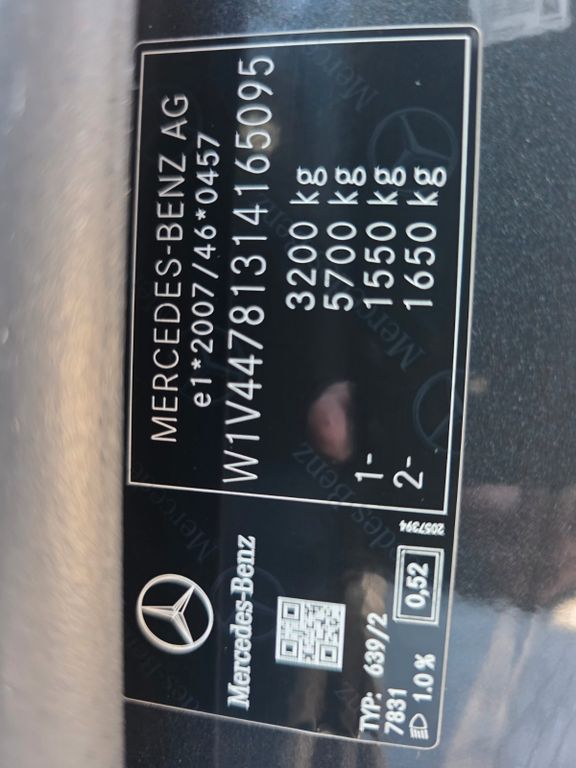 MERCEDES-BENZ AG
e1*2007/46*0457
W1V44781314165095
3200 kg
5700 kg
1- 1550 kg
2- 1650 kg
Mercedes-Benz
TYP: 639/2
7831
1.0 %
0,52
2057394